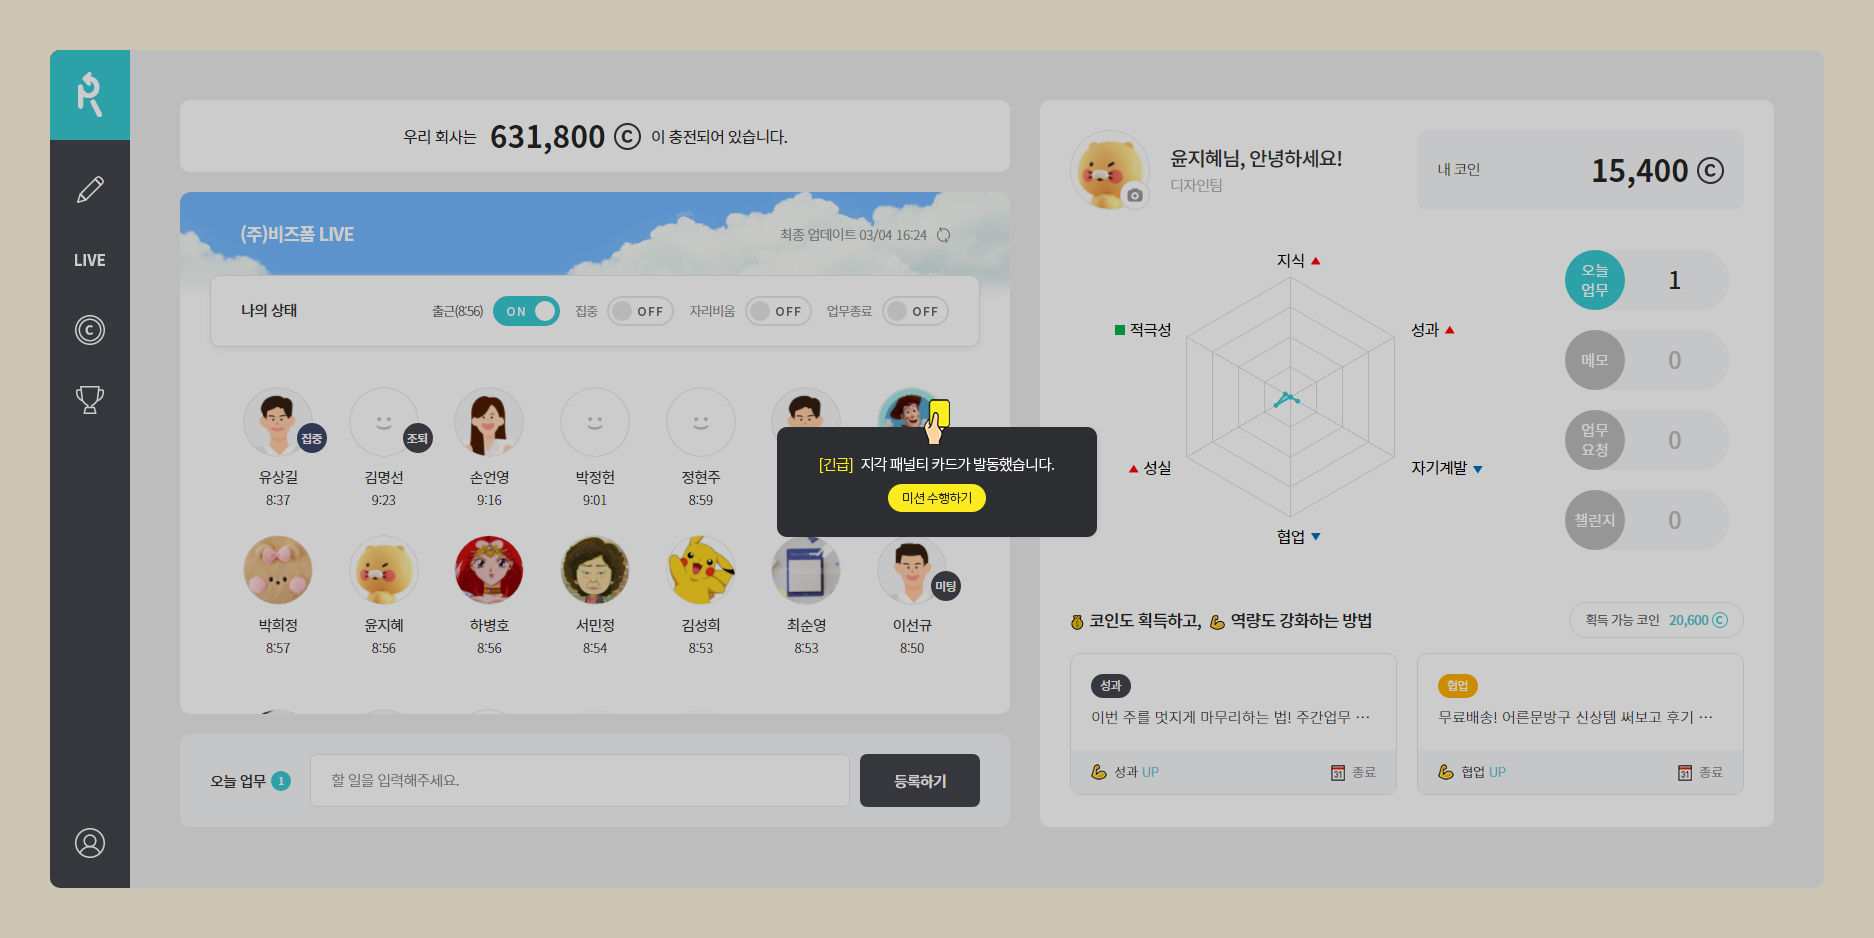 우리 회사는 631,800 C 이 충전되어 있습니다.
(주)비즈폼 LIVE
최종 업데이트 03/04 16:24
나의 상태
출근(8:56) ON 집중 OFF 자리비움 OFF 업무종료 OFF
집중 조퇴
유상길 김명선 손언영 박정헌 정현주
8:37 9:23 9:16 9:01 8:59
[긴급] 지각 패널티 카드가 발동했습니다.
미션 수행하기
미팅
박희정 윤지혜 하병호 서민정 김성희 최순영 이선규
8:57 8:56 8:56 8:54 8:53 8:53 8:50
오늘 업무 1
할 일을 입력해주세요.
등록하기
LIVE
C
윤지혜님, 안녕하세요!
디자인팀
내 코인 15,400 C
지식
성과
자기계발
협업
성실
적극성
오늘
업무
1
메모 0
업무
요청
0
챌린지 0
코인도 획득하고, 역량도 강화하는 방법
획득 가능 코인 20,600 C
성과
이번 주를 멋지게 마무리하는 법! 주간업무 ···
성과 UP 31 종료
협업
무료배송! 어른문방구 신상템 써보고 후기 ···
협업 UP 31 종료